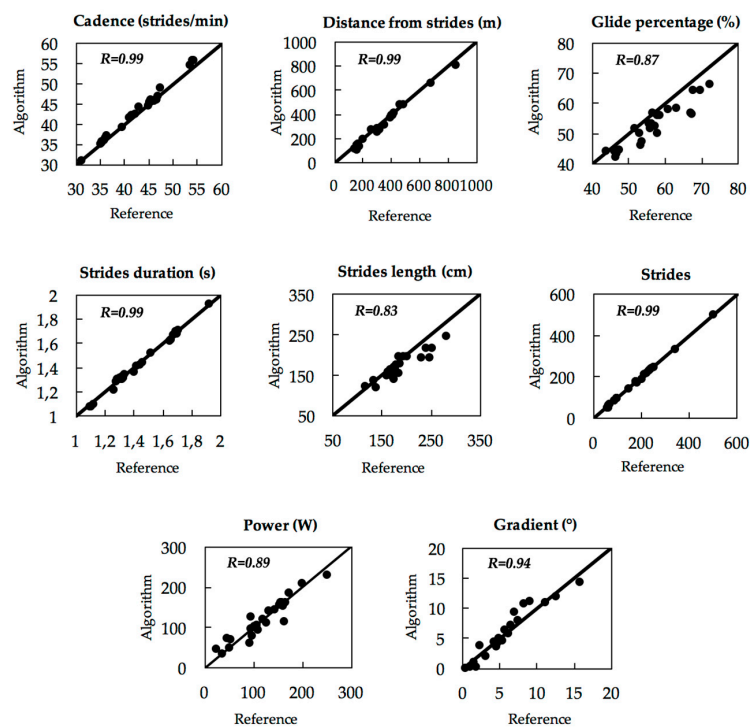 Cadence (strides/min)
R=0.99
Algorithm
60
55
50
45
40
35
30
30 35 40 45 50 55 60
Reference
Distance from strides (m)
R=0.99
Algorithm
1000
800
600
400
200
0
0 200 400 600 8001000
Reference
Glide percentage (%)
R=0.87
Algorithm
80
70
60
50
40
40 50 60 70 80
Reference
Strides duration (s)
R=0.99
Algorithm
2
1,8
1,6
1,4
1,2
1
1 1,2 1,4 1,6 1,8 2
Reference
Strides length (cm)
R=0.83
Algorithm
350
250
150
50
50 150 250 350
Reference
Strides
R=0.99
Algorithm
600
400
200
0
0 200 400 600
Reference
Power (W)
R=0.89
Algorithm
300
200
100
0
0 100 200 300
Reference
Gradient (°)
R=0.94
Algorithm
20
15
10
5
0
0 5 10 15 20
Reference